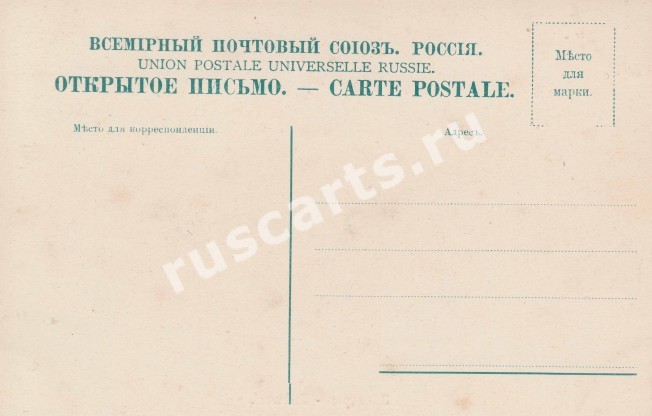 ВСЕМІРНЫЙ ПОЧТОВЫЙ СОЮЗЪ. РОССІЯ.
UNION POSTALE UNIVERSELLE RUSSIE.
ОТКРЫТОЕ ПИСЬМО. — CARTE POSTALE.
Мѣсто
для
марки.
Мѣсто для корреспонденціи.
Адресъ.
ruscarts.ru